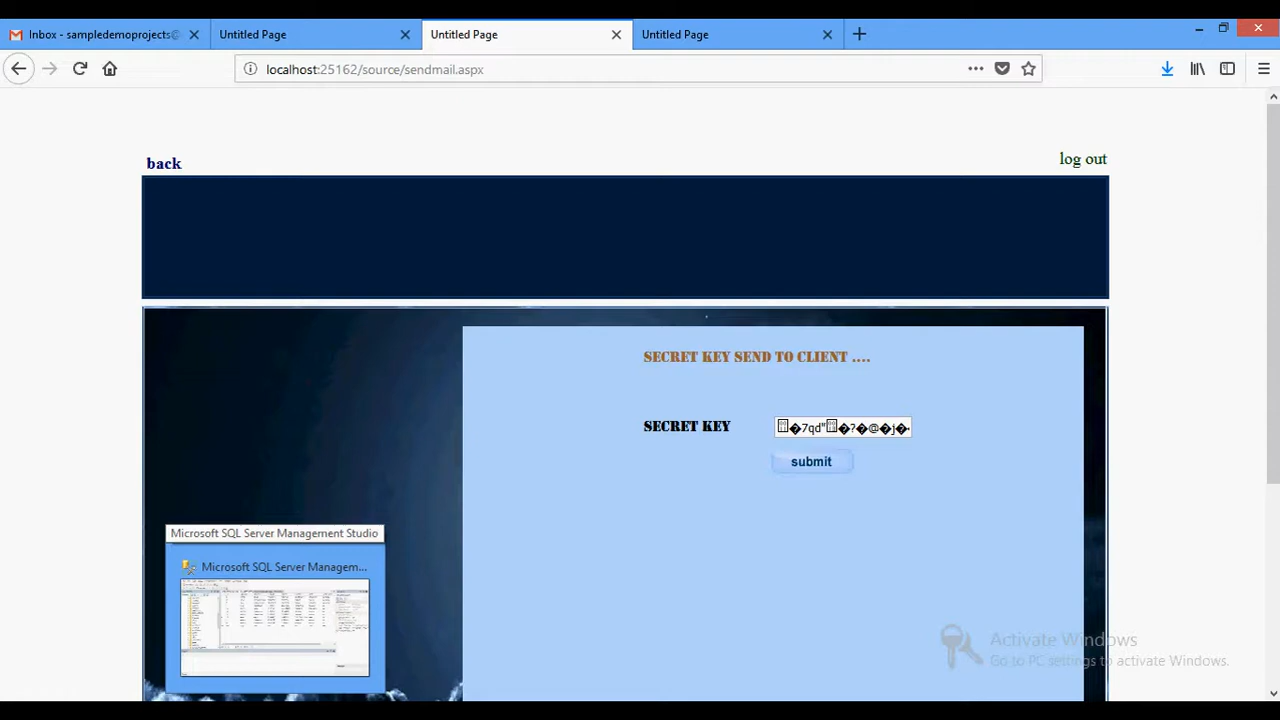 Inbox - sampledemoprojects@
Untitled Page
Untitled Page
Untitled Page
localhost:25162/source/sendmail.aspx
back
log out
SECRET KEY SEND TO CLIENT ....
SECRET KEY
�7qd"�?�@�j�
submit
Microsoft SQL Server Management Studio
Microsoft SQL Server Managem...
Activate Windows
Go to PC settings to activate Windows.